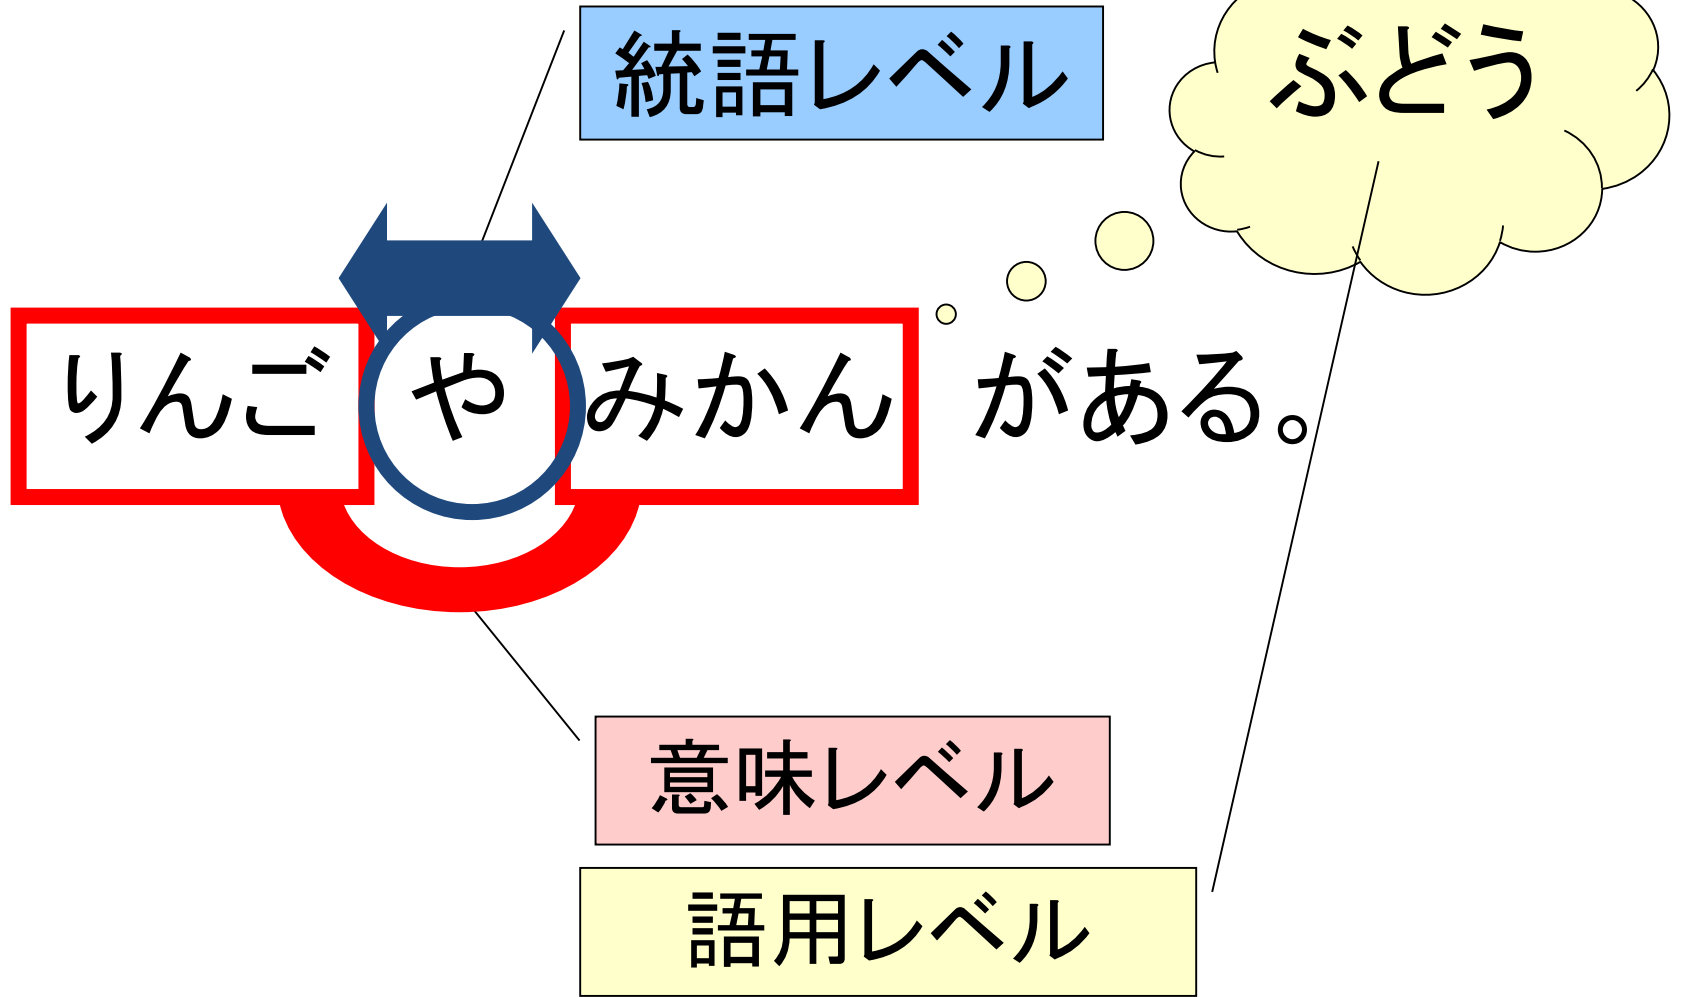 統語レベル
ぶどう
りんご や みかん がある。
意味レベル
語用レベル